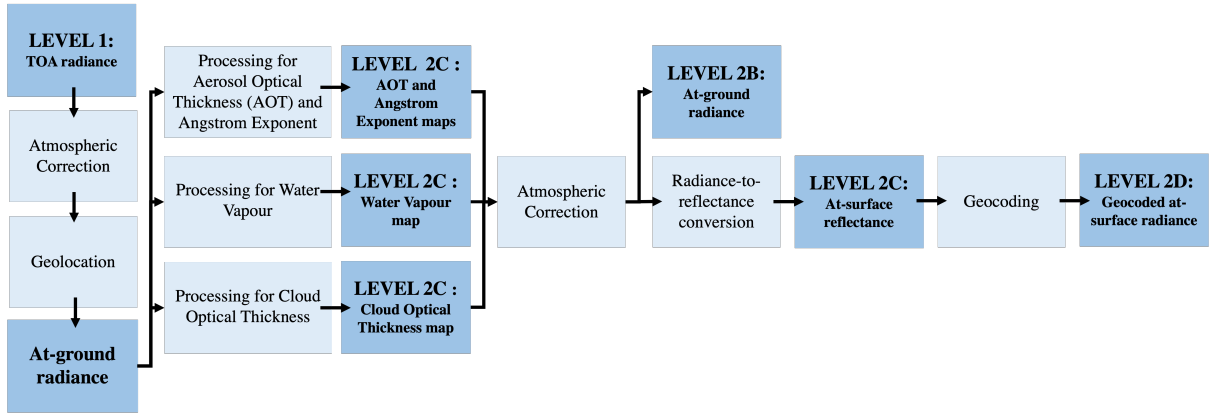 LEVEL 1:
TOA radiance
Atmospheric
Correction
Geolocation
At-ground
radiance
Processing for
Aerosol Optical
Thickness (AOT) and
Angstrom Exponent
LEVEL 2C :
AOT and
Angstrom
Exponent maps
Processing for Water
Vapour
LEVEL 2C :
Water Vapour
map
Processing for Cloud
Optical Thickness
LEVEL 2C :
Cloud Optical
Thickness map
Atmospheric
Correction
LEVEL 2B:
At-ground
radiance
Radiance-to-
reflectance
conversion
LEVEL 2C:
At-surface
reflectance
Geocoding
LEVEL 2D:
Geocoded at-
surface radiance